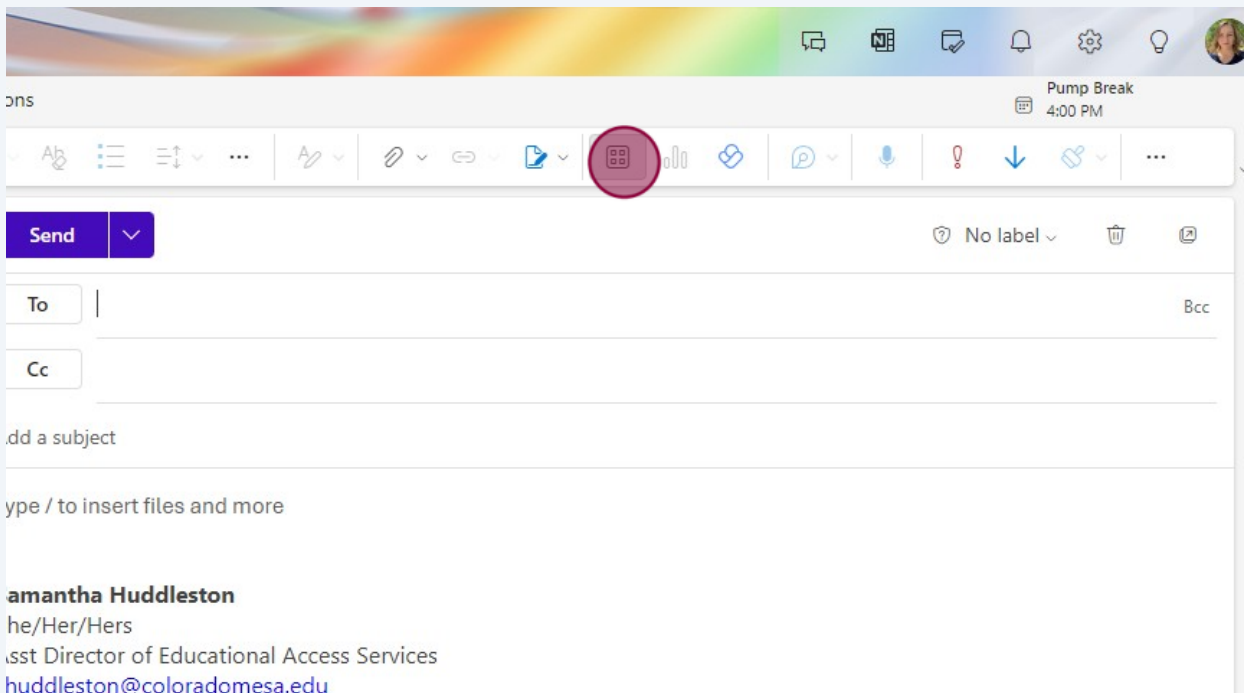 ons
Pump Break
4:00 PM
Send
No label
To
Bcc
Cc
dd a subject
ype / to insert files and more
amantha Huddleston
he/Her/Hers
sst Director of Educational Access Services
huddleston@coloradomesa.edu